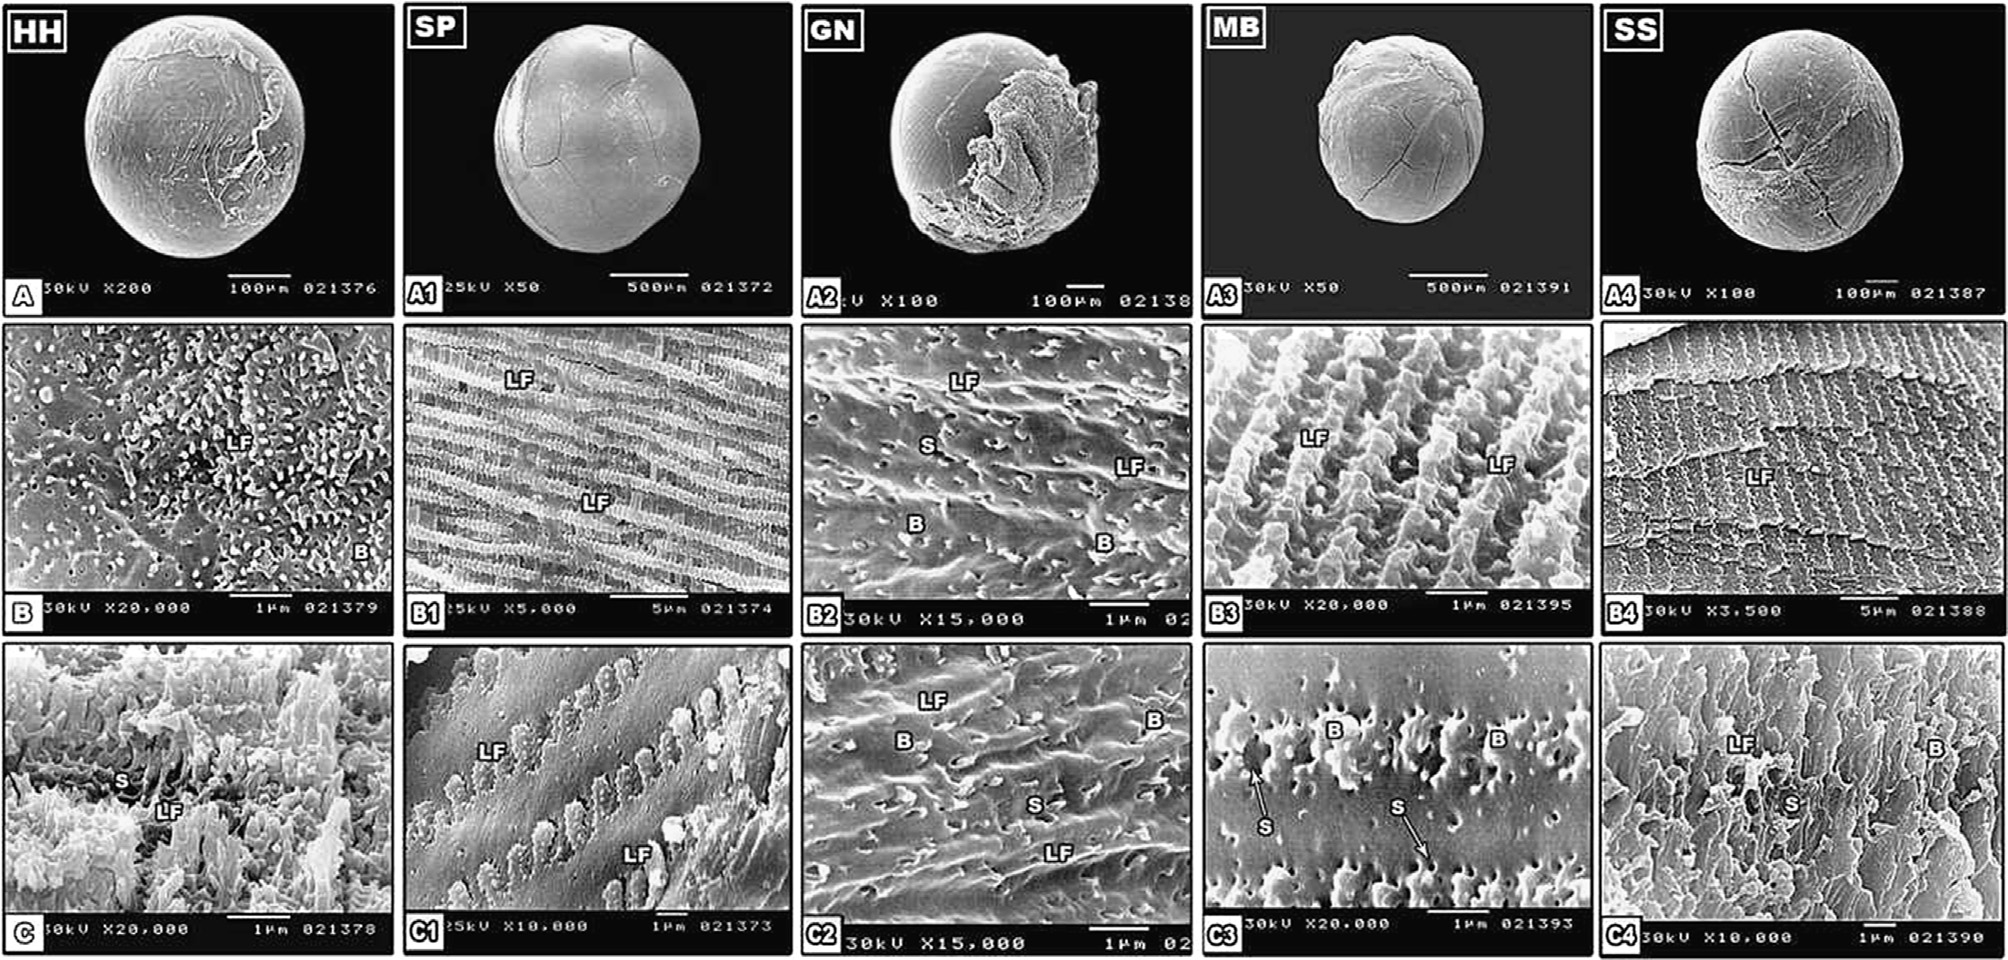 HH
A 30kV X200 100µm 021376
SP
A1 25kV X50 500µm 021372
GN
A2 kV X100 100µm 02138
MB
A3 30kV X50 500µm 021391
SS
A4 30kV X100 100µm 021387
LF
B
B 30kV X20,000 1µm 021379
LF
LF
B1 25kV X5,000 5µm 021374
LF
S
LF
B
B
B2 30kV X15,000 1µm 02
LF
LF
B3 30kV X20,000 1µm 021395
LF
B4 30kV X3,500 5µm 021388
S
LF
C 30kV X20,000 1µm 021378
LF
LF
C1 25kV X10,000 1µm 021373
LF
B
B
S
LF
C2 30kV X15,000 1µm 02
B
B
S
S
C3 30kV X20,000 1µm 021393
LF
B
S
C4 30kV X10,000 1µm 021390